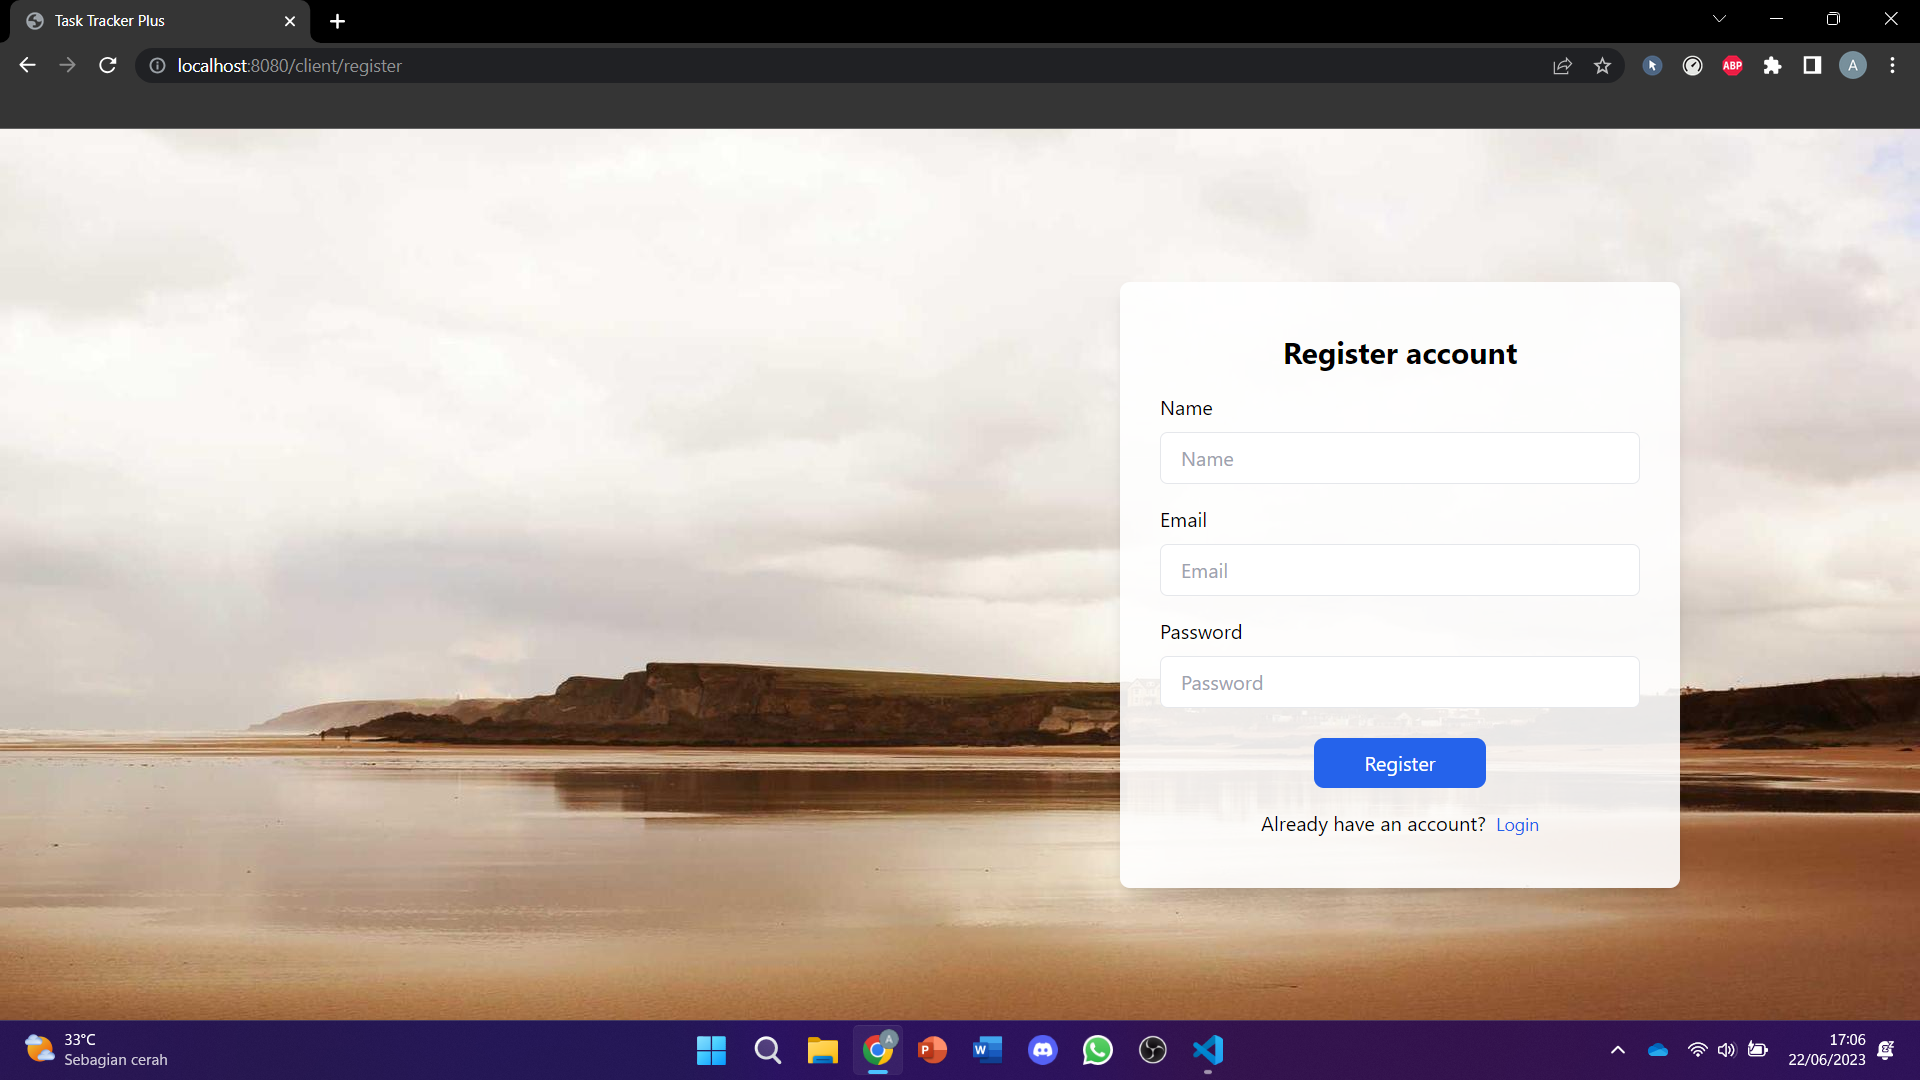 Task Tracker Plus
localhost:8080/client/register
ABP
A
Register account
Name
Name
Email
Email
Password
Password
Register
Already have an account? Login
33°C
Sebagian cerah
A
P
W
17:06
22/06/2023